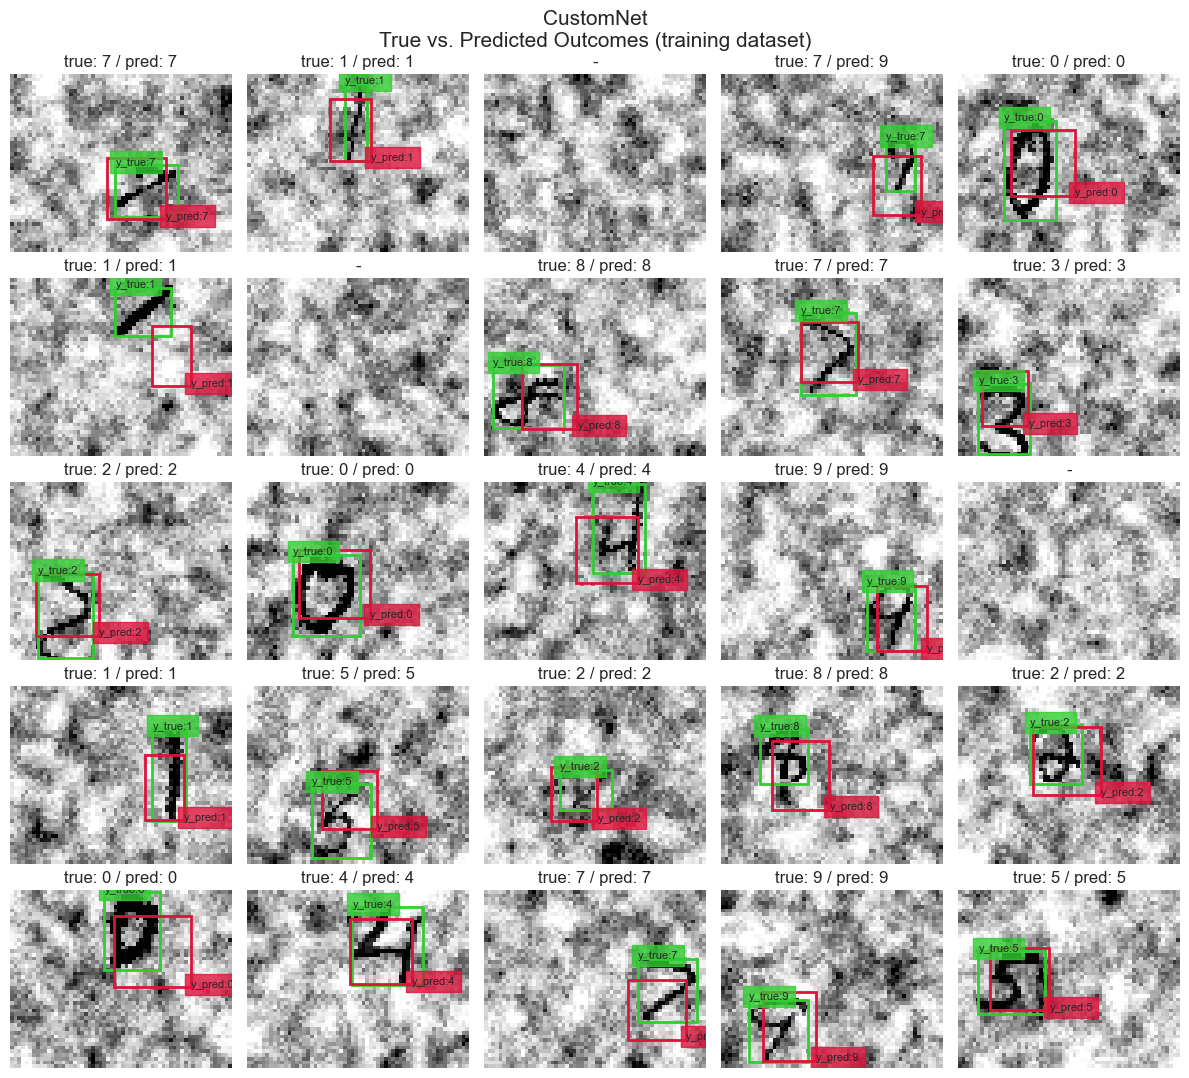 CustomNet
True vs. Predicted Outcomes (training dataset)
true: 7 / pred: 7
true: 1 / pred: 1
-
true: 7 / pred: 9
true: 0 / pred: 0
y_true:7
y_pred:7
y_true:1
y_pred:1
y_true:7
y_pre
y_true:0
y_pred:0
true: 1 / pred: 1
-
true: 8 / pred: 8
true: 7 / pred: 7
true: 3 / pred: 3
y_true:1
y_pred:1
y_true:8
y_pred:8
y_true:7
y_pred:7
y_true:3
y_pred:3
true: 2 / pred: 2
true: 0 / pred: 0
true: 4 / pred: 4
true: 9 / pred: 9
-
y_true:2
y_pred:2
y_true:0
y_pred:0
y_true:4
y_pred:4
y_true:9
y_p
true: 1 / pred: 1
true: 5 / pred: 5
true: 2 / pred: 2
true: 8 / pred: 8
true: 2 / pred: 2
y_true:1
y_pred:1
y_true:5
y_pred:5
y_true:2
y_pred:2
y_true:8
y_pred:8
y_true:2
y_pred:2
true: 0 / pred: 0
true: 4 / pred: 4
true: 7 / pred: 7
true: 9 / pred: 9
true: 5 / pred: 5
y_true:0
y_pred:0
y_true:4
y_pred:4
y_true:7
y_pr
y_true:9
y_pred:9
y_true:5
y_pred:5